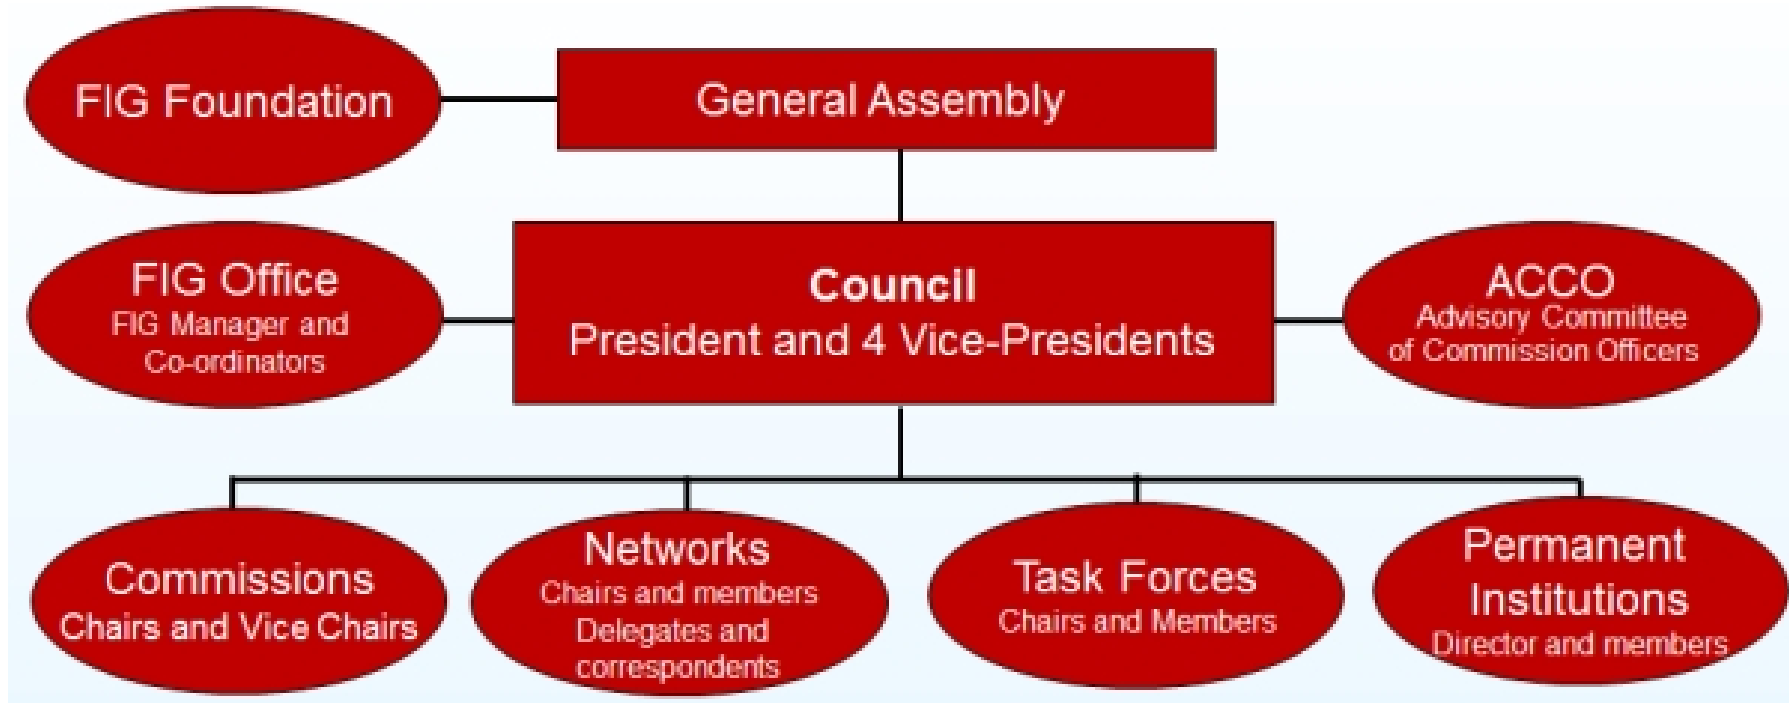 FIG Foundation
General Assembly
FIG Office
FIG Manager and
Co-ordinators
Council
President and 4 Vice-Presidents
ACCO
Advisory Committee
of Commission Officers
Commissions
Chairs and Vice Chairs
Networks
Chairs and members
Delegates and
correspondents
Task Forces
Chairs and Members
Permanent
Institutions
Director and members